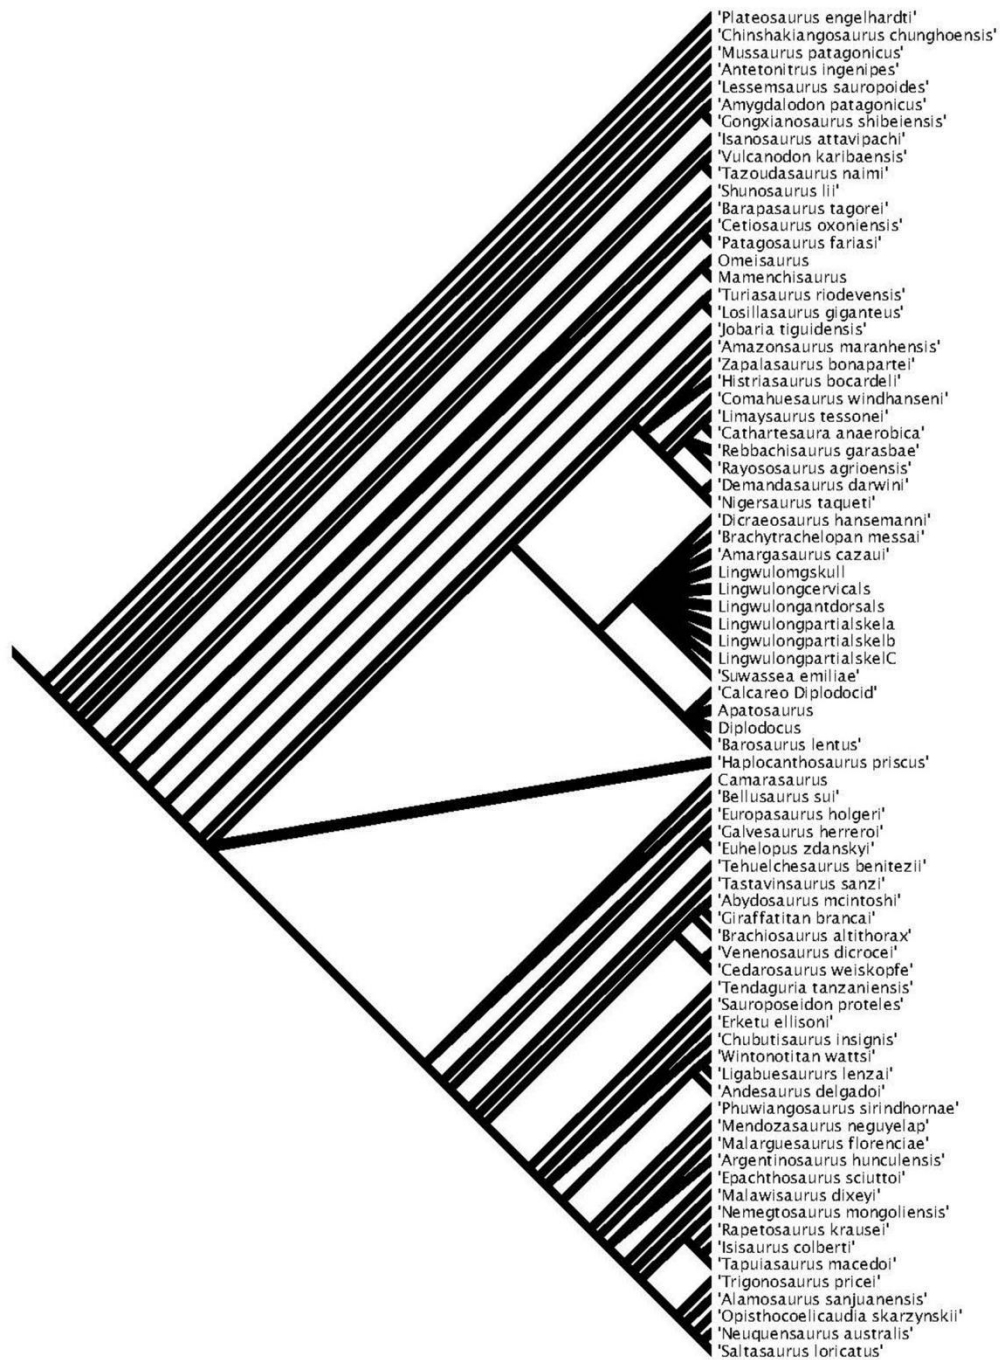 'Plateosaurus engelhardti'
'Chinshakiangosaurus chunghoensis'
'Mussaurus patagonicus'
'Antetonitrus ingenipes'
'Lessemsaurus sauropoides'
'Amygdalodon patagonicus'
'Gongxianosaurus shibeiensis'
'Isanosaurus attavipachi'
'Vulcanodon karibaensis'
'Tazoudasaurus naimi'
'Shunosaurus lii'
'Barapasaurus tagorei'
'Cetiosaurus oxoniensis'
'Patagosaurus fariasi'
Omeisaurus
Mamenchisaurus
'Turiasaurus riodevensis'
'Losillasaurus giganteus'
'Jobaria tiguidensis'
'Amazonsaurus maranhensis'
'Zapalasaurus bonapartei'
'Histriasaurus bocardeli'
'Comahuesaurus windhanseni'
'Limaysaurus tessonei'
'Cathartesaura anaerobica'
'Rebbachisaurus garasbae'
'Rayososaurus agrioensis'
'Demandasaurus darwini'
'Nigersaurus taqueti'
'Dicraeosaurus hansemanni'
'Brachytrachelopan messai'
'Amargasaurus cazaui'
Lingwulomgskull
Lingwulongcervicals
Lingwulongantdorsals
Lingwulongpartialskela
Lingwulongpartialskelb
LingwulongpartialskelC
'Suwassea emiliae'
'Calcareo Diplodocid'
Apatosaurus
Diplodocus
'Barosaurus lentus'
'Haplocanthosaurus priscus'
Camarasaurus
'Bellusaurus sui'
'Europasaurus holgeri'
'Galvesaurus herreroi'
'Euhelopus zdanskyi'
'Tehuelchesaurus benitezii'
'Tastavinsaurus sanzi'
'Abydosaurus mcintoshi'
'Giraffatitan brancai'
'Brachiosaurus altithorax'
'Venenosaurus dicrocei'
'Cedarosaurus weiskopfe'
'Tendaguria tanzaniensis'
'Sauroposeidon proteles'
'Erketu ellisoni'
'Chubutisaurus insignis'
'Wintonotitan wattsi'
'Ligabuesaururs lenzai'
'Andesaurus delgadoi'
'Phuwiangosaurus sirindhornae'
'Mendozasaurus neguyelap'
'Malarguesaurus florenciae'
'Argentinosaurus hunculensis'
'Epachthosaurus sciuttoi'
'Malawisaurus dixeyi'
'Nemegtosaurus mongoliensis'
'Rapetosaurus krausei'
'Isisaurus colberti'
'Tapuiasaurus macedoi'
'Trigonosaurus pricei'
'Alamosaurus sanjuanensis'
'Opisthocoelicaudia skarzynskii'
'Neuquensaurus australis'
'Saltasaurus loricatus'